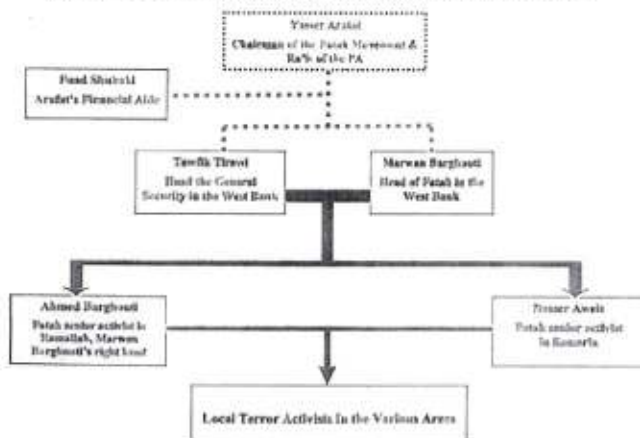 Yasser Arafat
Chairman of the Fatah Movement &
of the PA
Fuad Shubaki
Arafat's Financial Aide
Tawfik Tirawi
Head the General
Security in the West Bank
Marwan Barghouti
Head of Fatah in the
West Bank
Ahmed Barghouti
Fatah senior activist in
Ramallah, Marwan
Barghouti's right hand
Nasser Awais
Fatah senior activist
in Samaria
Local Terror Activists In the Various Areas